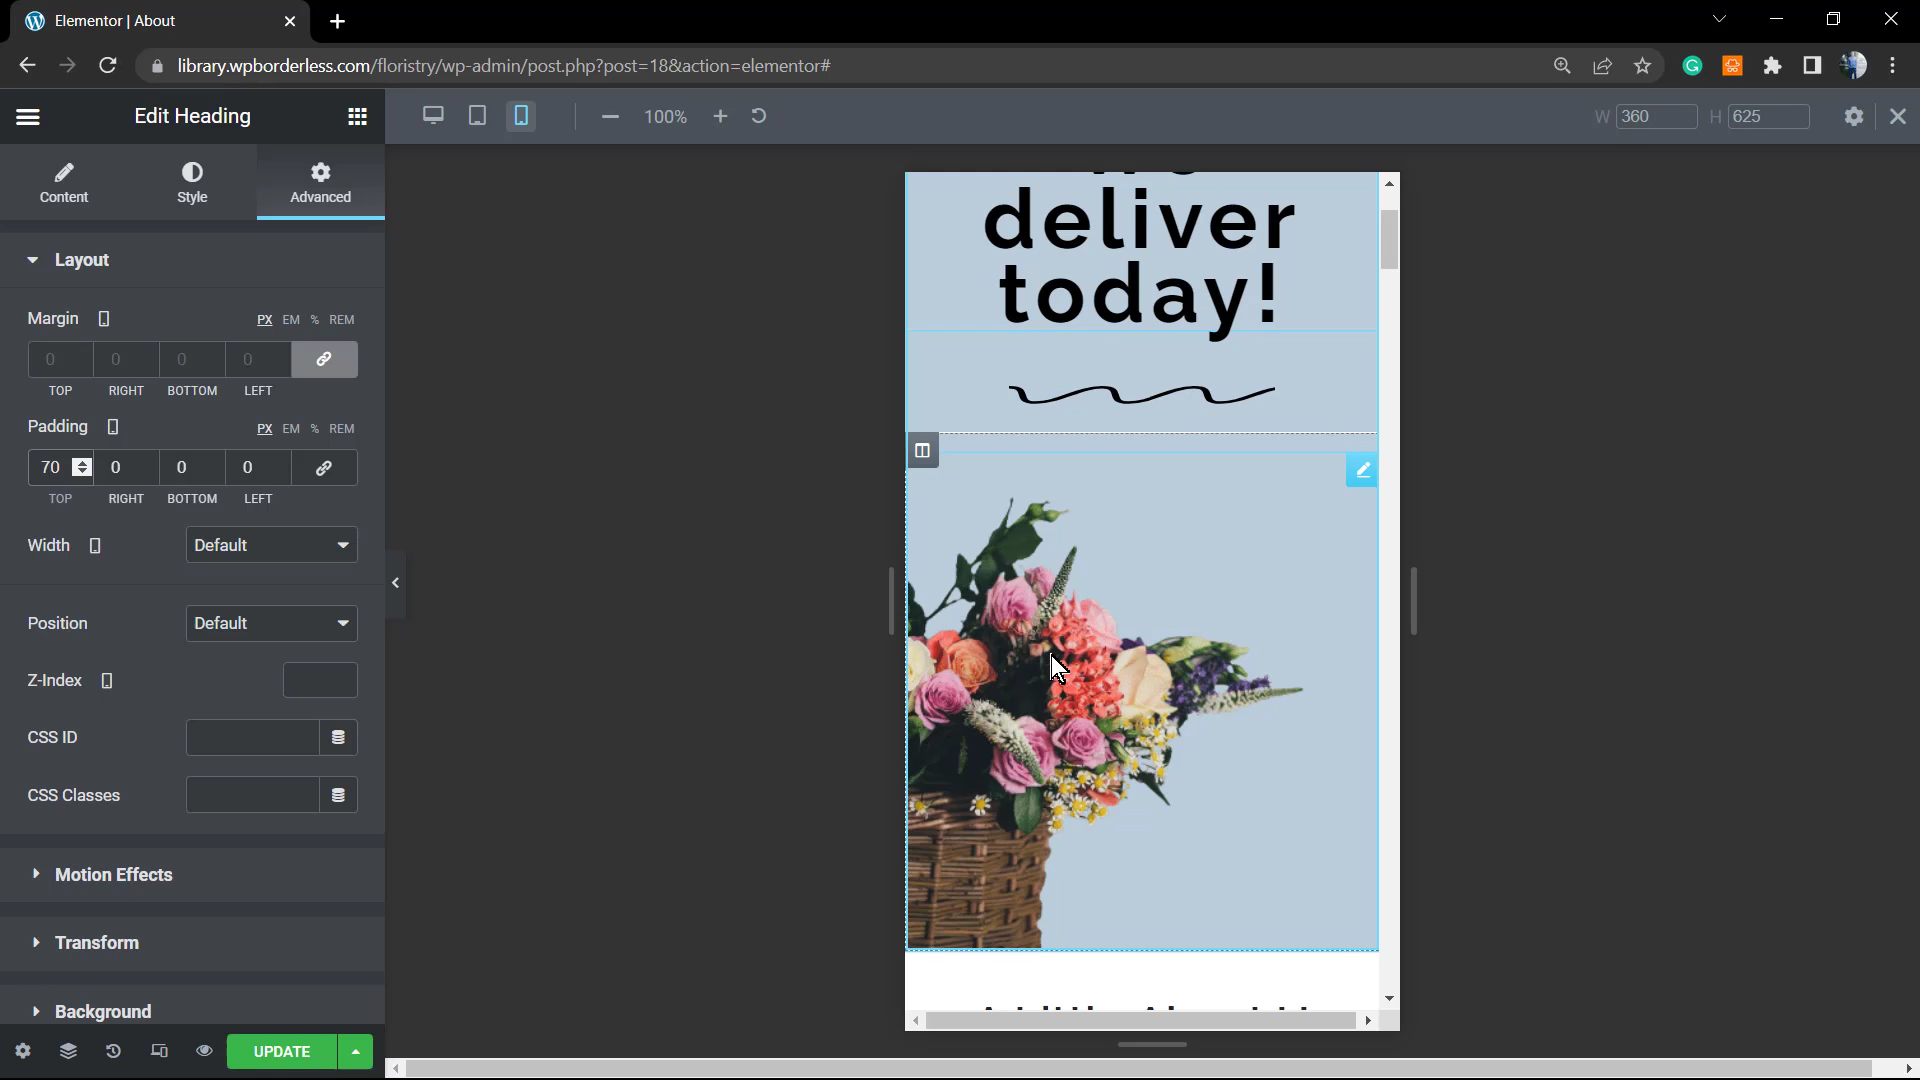 Elementor | About
library.wpborderless.com/floristry/wp-admin/post.php?post=18&action=elementor#
Edit Heading
100%
W 360 H 625
Content Style Advanced
Layout
Margin PX EM % REM
0 0 0 0
TOP RIGHT BOTTOM LEFT
Padding PX EM % REM
70 0 0 0
TOP RIGHT BOTTOM LEFT
Width Default
Position Default
Z-Index
CSS ID
CSS Classes
Motion Effects
Transform
Background
UPDATE
deliver
today!